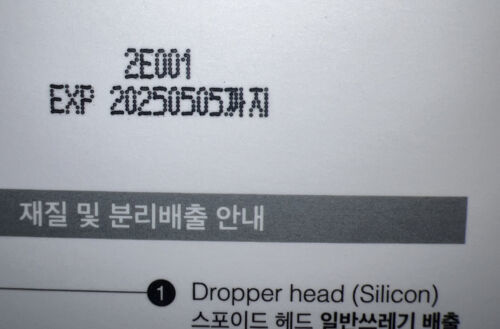 2E001
EXP 20250505까지
재질 및 분리배출 안내
1 Dropper head (Silicon)
스포이드 헤드 일반쓰레기 배출